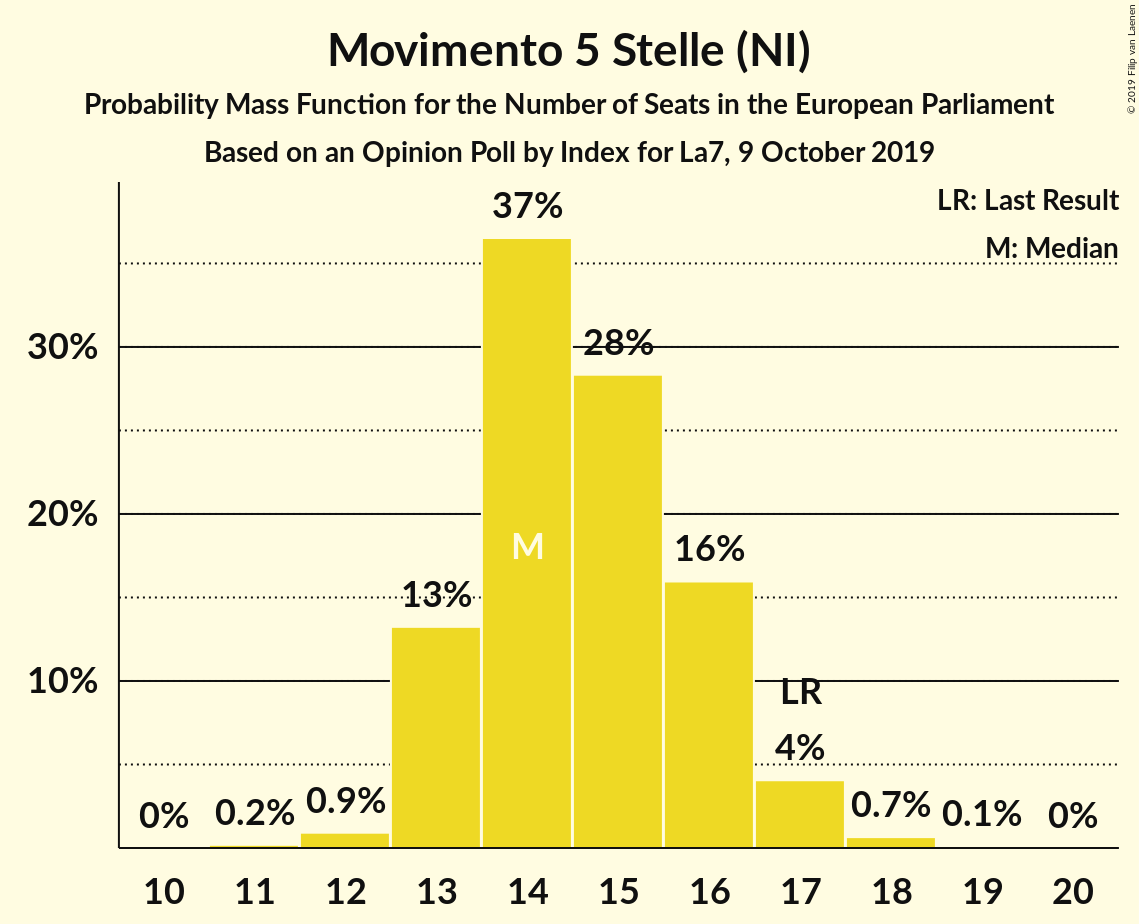 Movimento 5 Stelle (NI)
Probability Mass Function for the Number of Seats in the European Parliament
Based on an Opinion Poll by Index for La7, 9 October 2019
© 2019 Filip van Laenen
LR: Last Result
M: Median
37%
28%
30%
20%
M
16%
13%
10%
LR
4%
0%
0.2%
0.9%
0.7%
0.1%
0%
10 11 12 13 14 15 16 17 18 19 20